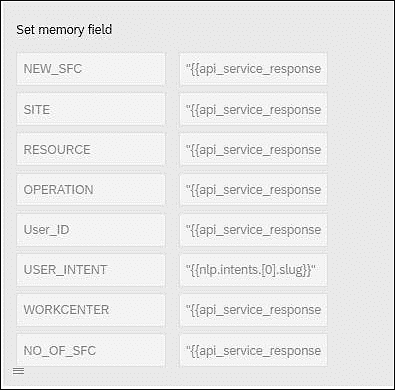 Set memory field
NEW_SFC "{{api_service_response
SITE "{{api_service_response
RESOURCE "{{api_service_response
OPERATION "{{api_service_response
User_ID "{{api_service_response
USER_INTENT "{{nlp.intents.[0].slug}}"
WORKCENTER "{{api_service_response
NO_OF_SFC "{{api_service_response